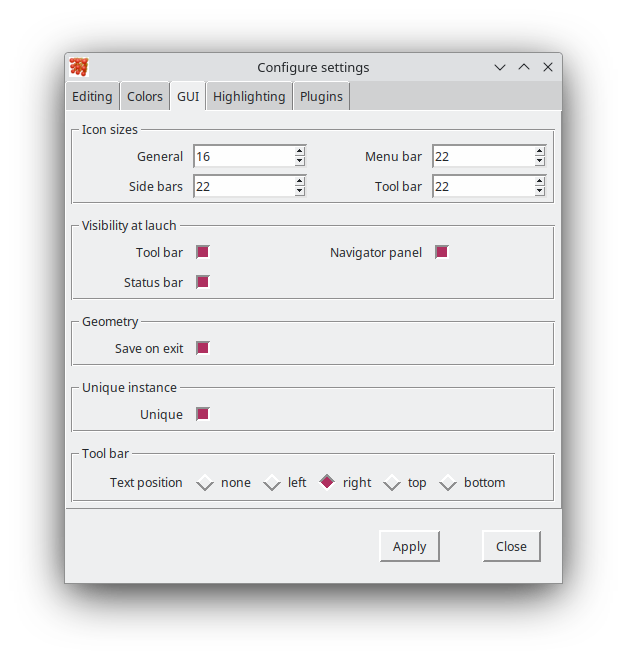 Configure settings
Editing Colors GUI Highlighting Plugins
Icon sizes
General 16 Menu bar 22
Side bars 22 Tool bar 22
Visibility at lauch
Tool bar Navigator panel
Status bar
Geometry
Save on exit
Unique instance
Unique
Tool bar
Text position none left right top bottom
Apply Close